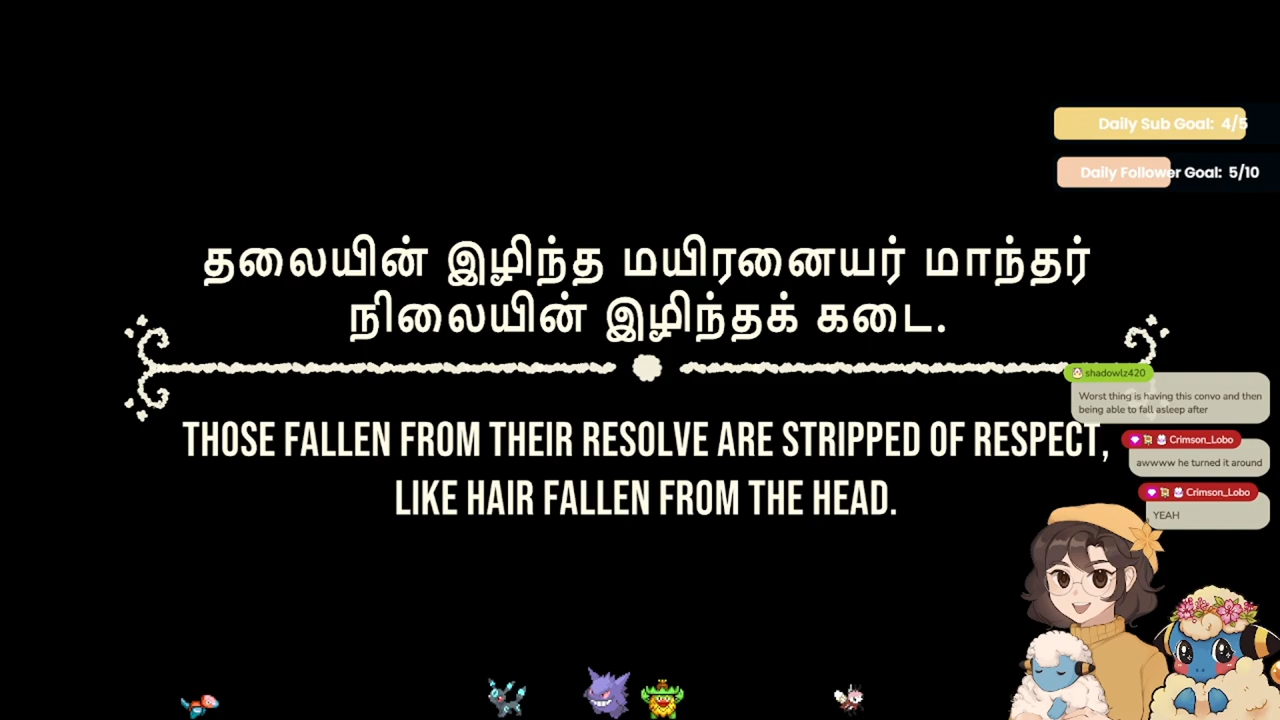 Daily Sub Goal: 4/5
Daily Follower Goal: 5/10
தலையின் இழிந்த மயிரனையர் மாந்தர்
நிலையின் இழிந்தக் கடை.
THOSE FALLEN FROM THEIR RESOLVE ARE STRIPPED OF RESPECT,
LIKE HAIR FALLEN FROM THE HEAD.
shadowlz420
Worst thing is having this convo and then
being able to fall asleep after
Crimson_Lobo
awwww he turned it around
Crimson_Lobo
YEAH